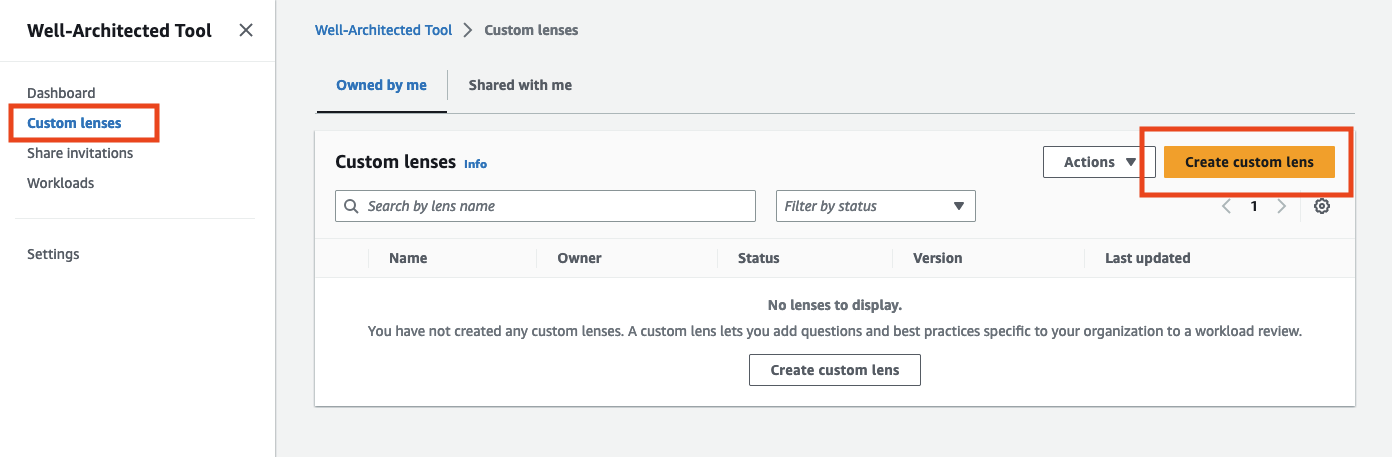 Well-Architected Tool
Dashboard
Custom lenses
Share invitations
Workloads
Settings
Well-Architected Tool > Custom lenses
Owned by me Shared with me
Custom lenses Info Actions Create custom lens
Search by lens name Filter by status 1
Name Owner Status Version Last updated
No lenses to display.
You have not created any custom lenses. A custom lens lets you add questions and best practices specific to your organization to a workload review.
Create custom lens